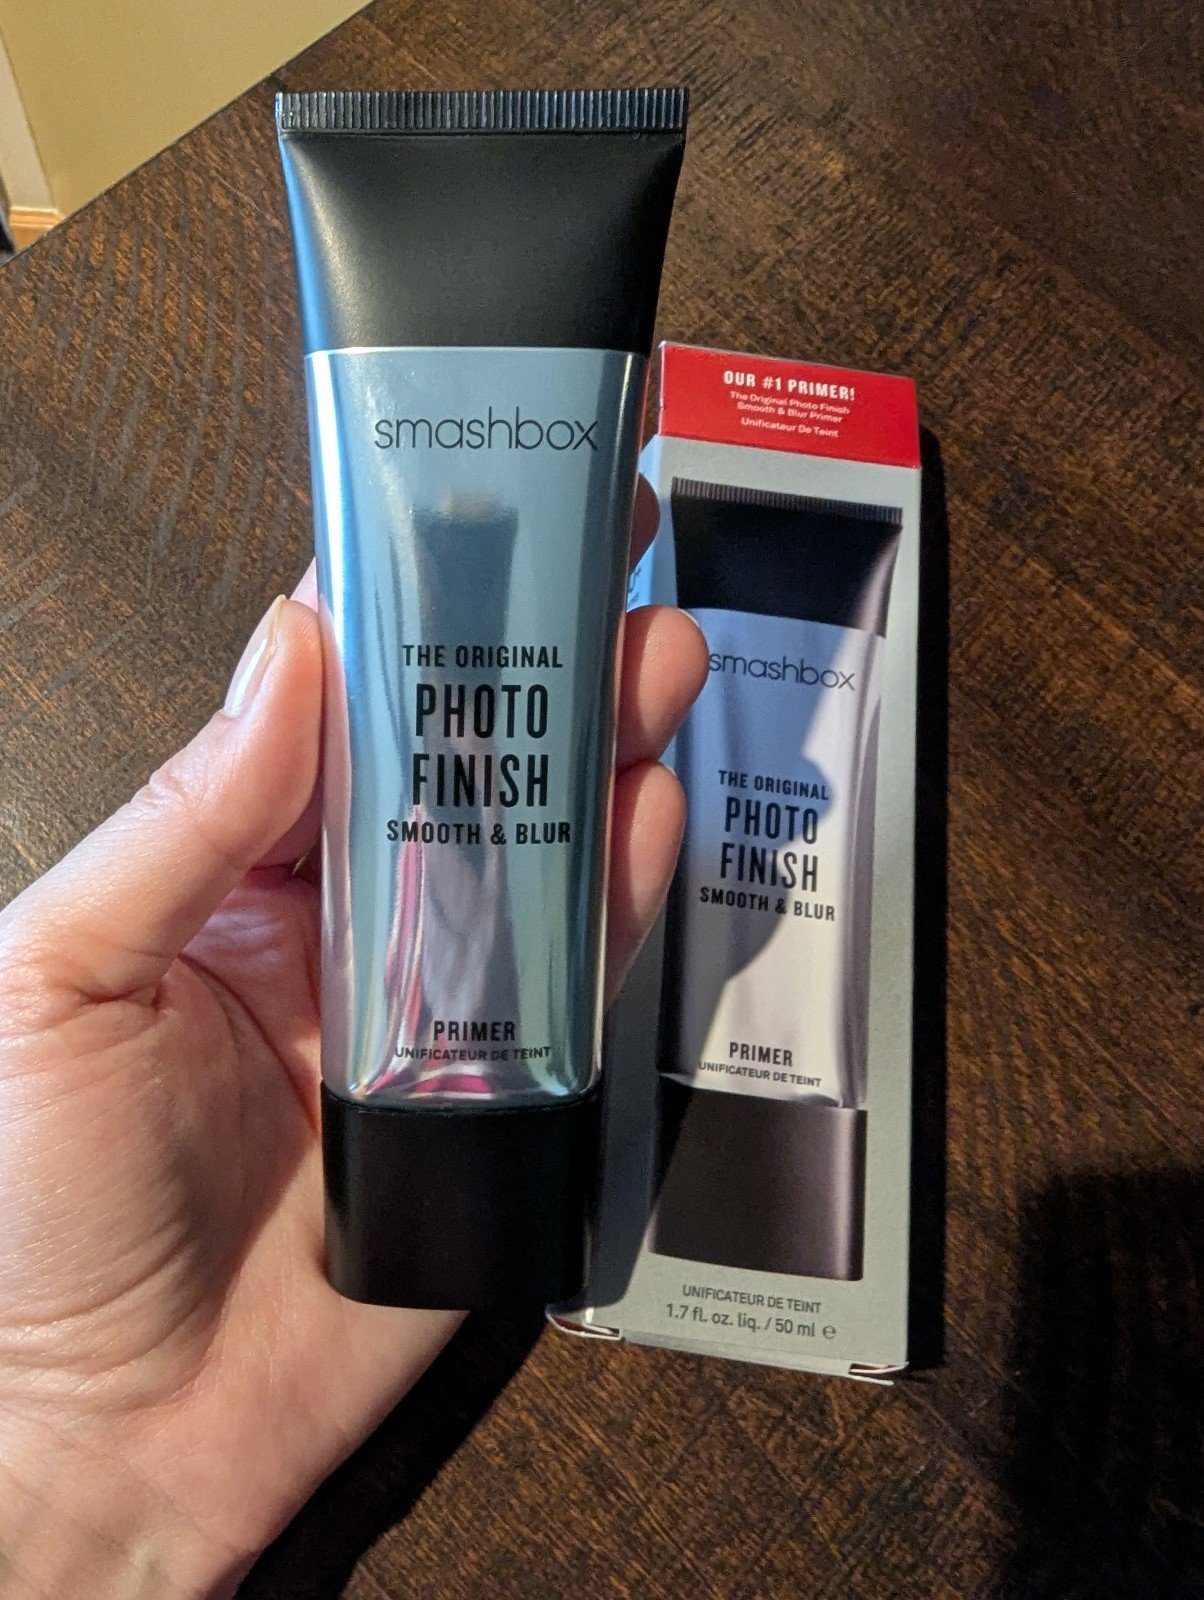 smashbox
THE ORIGINAL
PHOTO
FINISH
SMOOTH & BLUR
PRIMER
UNIFICATEUR DE TEINT
OUR #1 PRIMER!
The Original Photo Finish
Smooth & Blur Primer
Unificateur De Teint
smashbox
THE ORIGINAL
PHOTO
FINISH
SMOOTH & BLUR
PRIMER
UNIFICATEUR DE TEINT
UNIFICATEUR DE TEINT
1.7 fl. oz. liq. / 50 ml ℮